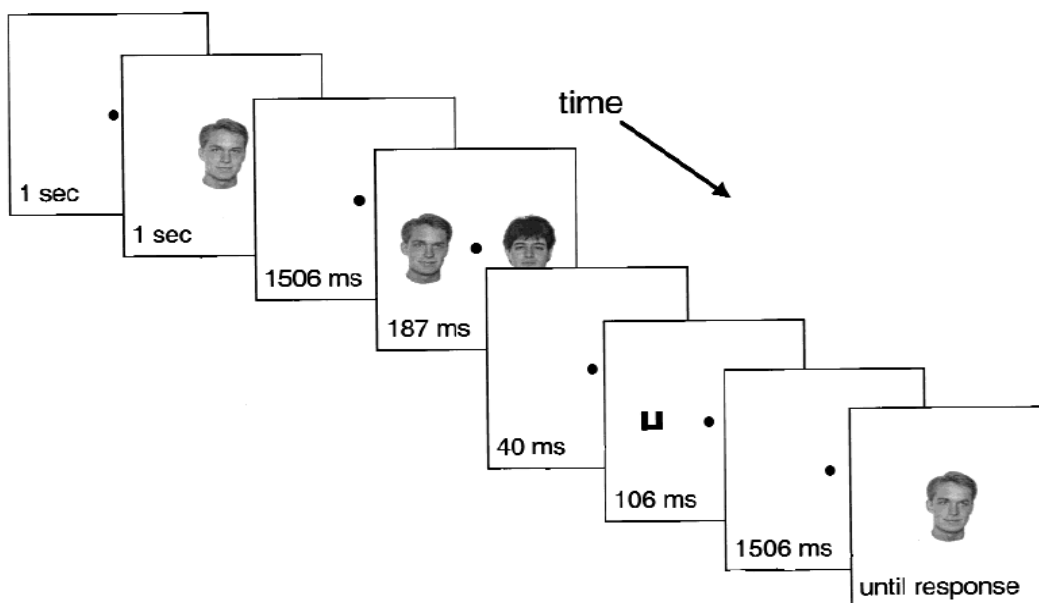 time
1 sec
1 sec
1506 ms
187 ms
40 ms
106 ms
1506 ms
until response